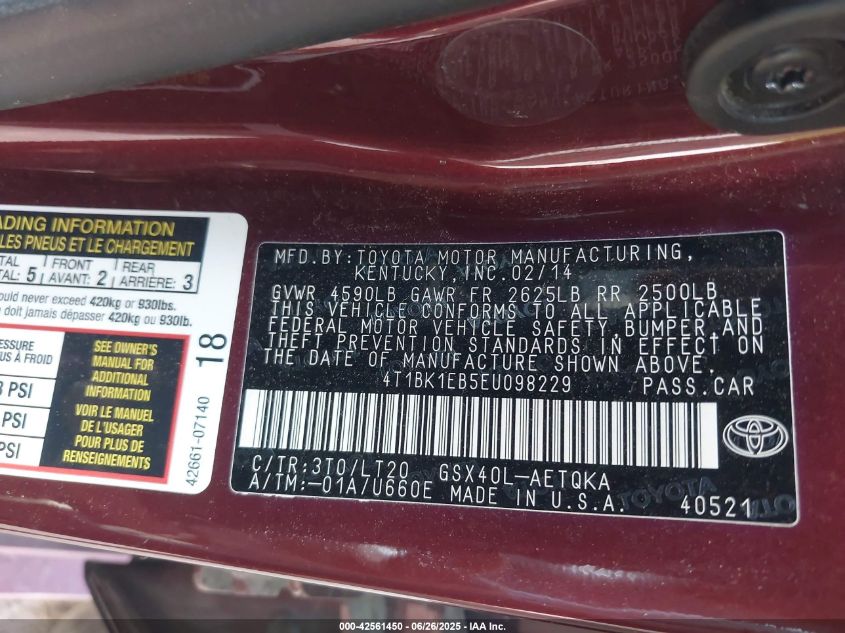 ADING INFORMATION
LES PNEUS ET LE CHARGEMENT
TAL 5 FRONT 2 REAR 3
TAL: AVANT: ARRIÈRE:
ould never exceed 420kg or 930lbs.
doit jamais dépasser 420kg ou 930lb.
ESSURE
US À FROID
PSI
PSI
PSI
SEE OWNER'S
MANUAL FOR
ADDITIONAL
INFORMATION
VOIR LE MANUEL
DE L'USAGER
POUR PLUS DE
RENSEIGNEMENTS
18
42661-07140
MFD.BY:TOYOTA MOTOR MANUFACTURING,
KENTUCKY,INC.02/14
GVWR 4590LB GAWR FR 2625LB RR 2500LB
THIS VEHICLE CONFORMS TO ALL APPLICABLE
FEDERAL MOTOR VEHICLE SAFETY,BUMPER,AND
THEFT PREVENTION STANDARDS IN EFFECT ON
THE DATE OF MANUFACTURE SHOWN ABOVE.
4T1BK1EB5EU098229 PASS.CAR
C/TR:3T0/LT20 GSX40L-AETQKA
A/TM:-01A/U660E MADE IN U.S.A. 40521
TOYOTA
000-42561450 - 06/26/2025 - IAA Inc.